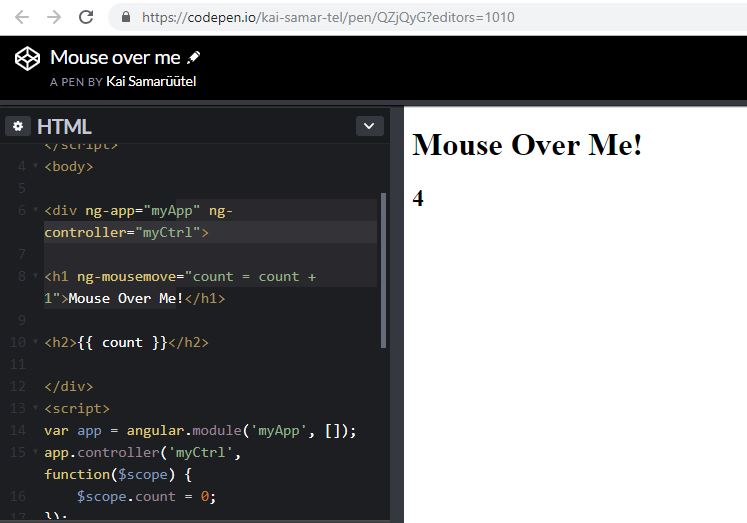 https://codepen.io/kai-samar-tel/pen/QZjQyG?editors=1010
Mouse over me
A PEN BY Kai Samarüütel
HTML
</script>
4 <body>
5
6 <div ng-app="myApp" ng-
controller="myCtrl">
7
8 <h1 ng-mousemove="count = count +
1">Mouse Over Me!</h1>
9
10 <h2>{{ count }}</h2>
11
12 </div>
13 <script>
14 var app = angular.module('myApp', []);
15 app.controller('myCtrl',
function($scope) {
16 $scope.count = 0;
17 });
Mouse Over Me!
4